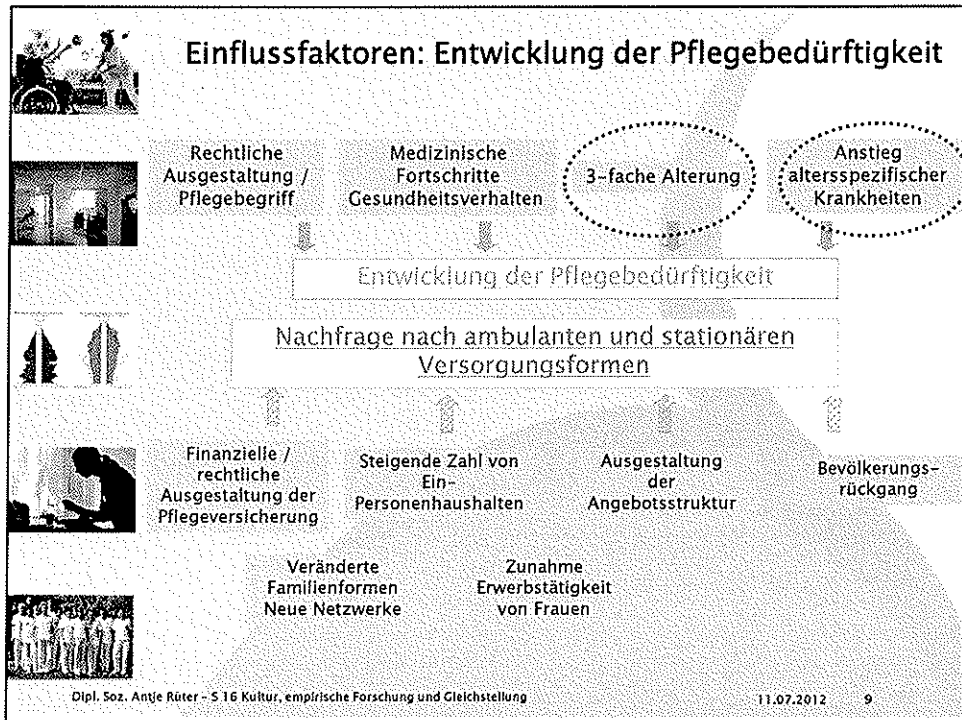 Einflussfaktoren: Entwicklung der Pflegebedürftigkeit
Rechtliche
Ausgestaltung /
Pflegebegriff
Medizinische
Fortschritte
Gesundheitsverhalten
3-fache Alterung
Anstieg
altersspezifischer
Krankheiten
Entwicklung der Pflegebedürftigkeit
Nachfrage nach ambulanten und stationären
Versorgungsformen
Finanzielle /
rechtliche
Ausgestaltung der
Pflegeversicherung
Steigende Zahl von
Ein-
Personenhaushalten
Ausgestaltung
der
Angebotsstruktur
Bevölkerungs-
rückgang
Veränderte
Familienformen
Neue Netzwerke
Zunahme
Erwerbstätigkeit
von Frauen
Dipl. Soz. Antje Rüter – S 16 Kultur, empirische Forschung und Gleichstellung
11.07.2012 9